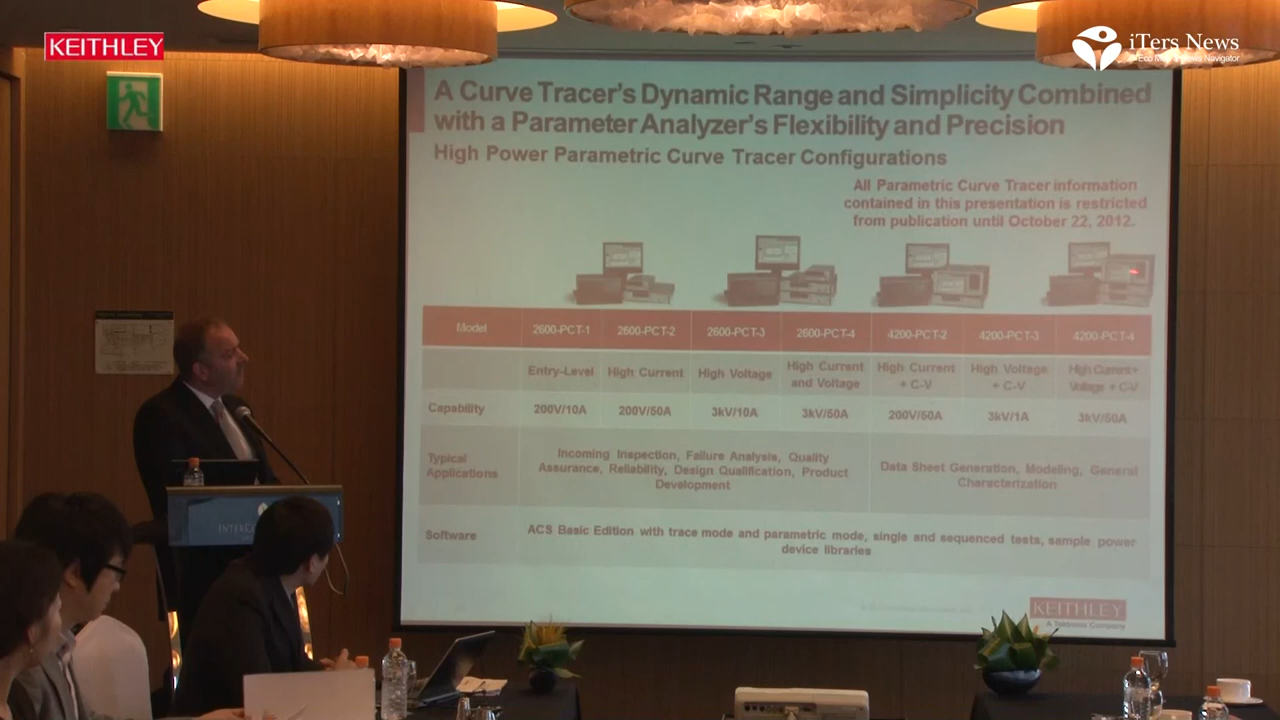 KEITHLEY
iTers News
A Curve Tracer's Dynamic Range and Simplicity Combined
with a Parameter Analyzer's Flexibility and Precision
High Power Parametric Curve Tracer Configurations
All Parametric Curve Tracer information
contained in this presentation is restricted
from publication until October 22, 2012.
Model 2600-PCT-1 2600-PCT-2 2600-PCT-3 2600-PCT-4 4200-PCT-2 4200-PCT-3 4200-PCT-4
Entry-Level High Current High Voltage High Current and Voltage High Current + C-V High Voltage + C-V High Current+ Voltage + C-V
Capability 200V/10A 200V/50A 3kV/10A 3kV/50A 200V/50A 3kV/1A 3kV/50A
Typical Applications
Incoming Inspection, Failure Analysis, Quality
Assurance, Reliability, Design Qualification, Product
Development
Data Sheet Generation, Modeling, General
Characterization
Software
ACS Basic Edition with trace mode and parametric mode, single and sequenced tests, sample power
device libraries
KEITHLEY
A Tektronix Company